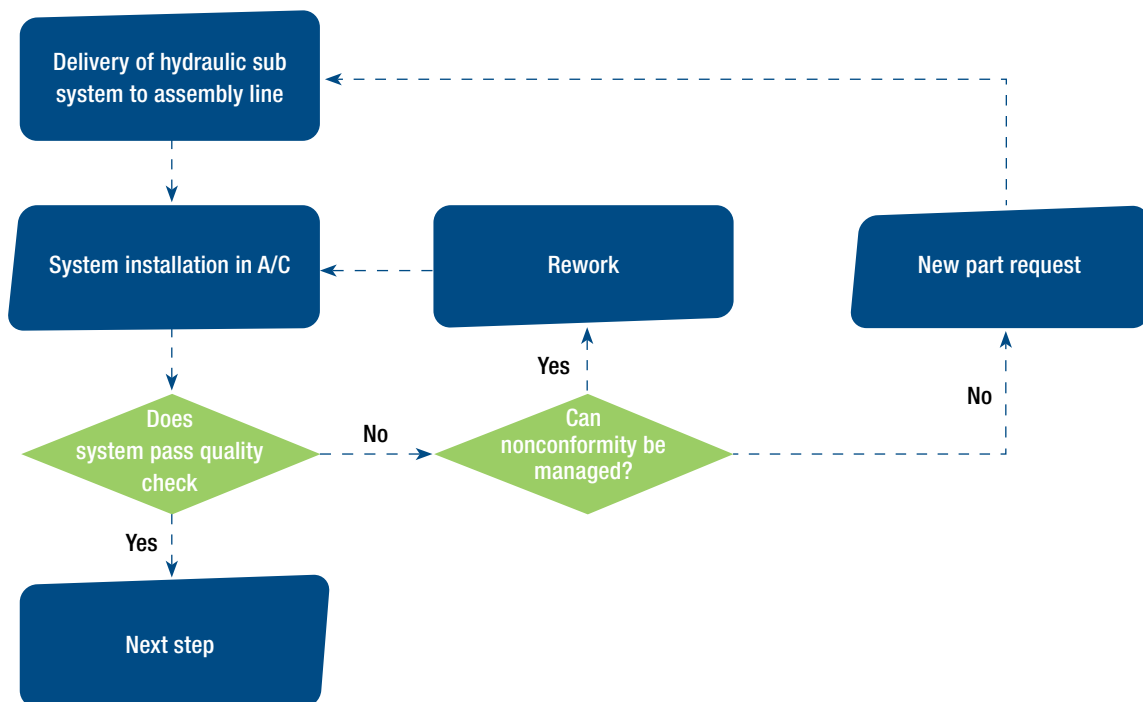 Delivery of hydraulic sub
system to assembly line
System installation in A/C
Rework
New part request
Yes
No
Does
system pass quality
check
No
Can
nonconformity be
managed?
Yes
Next step